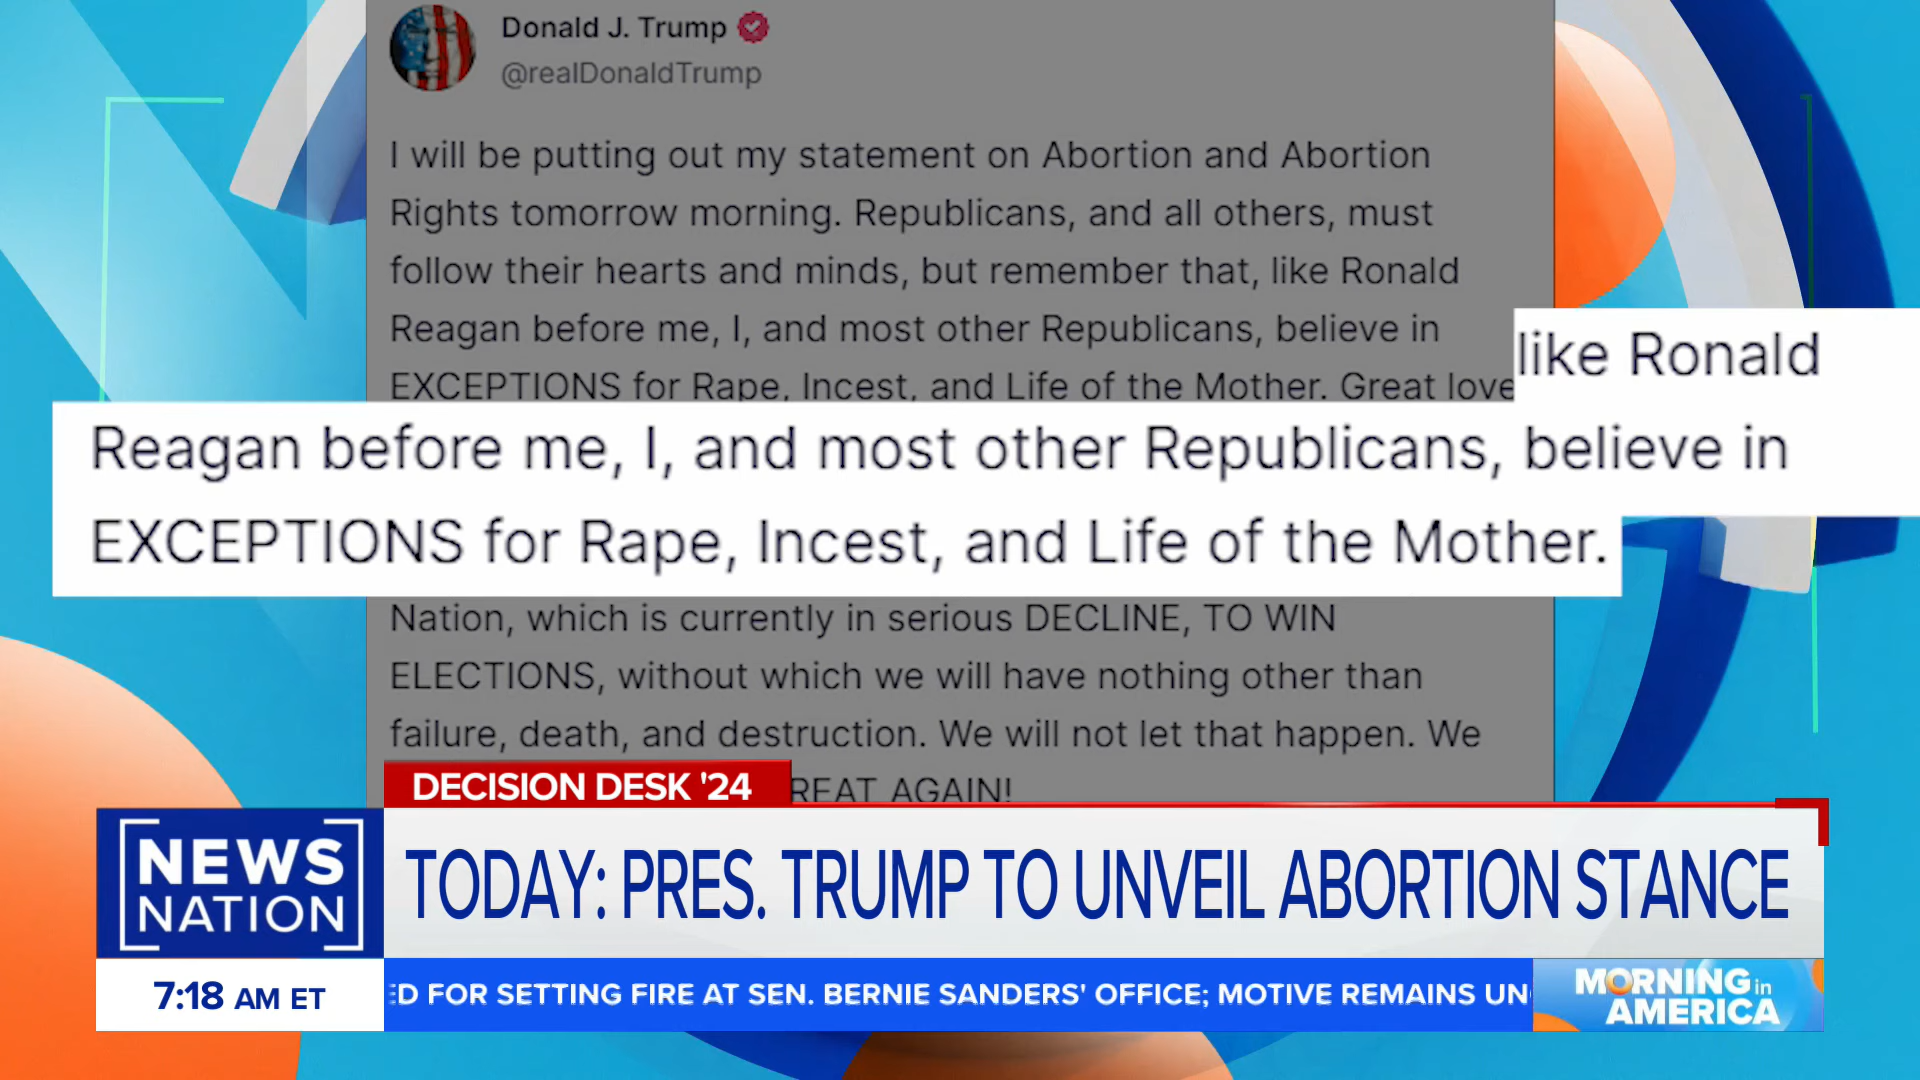 Donald J. Trump
@realDonaldTrump
I will be putting out my statement on Abortion and Abortion
Rights tomorrow morning. Republicans, and all others, must
follow their hearts and minds, but remember that, like Ronald
Reagan before me, I, and most other Republicans, believe in
EXCEPTIONS for Rape, Incest, and Life of the Mother. Great love
like Ronald
Reagan before me, I, and most other Republicans, believe in
EXCEPTIONS for Rape, Incest, and Life of the Mother.
Nation, which is currently in serious DECLINE, TO WIN
ELECTIONS, without which we will have nothing other than
failure, death, and destruction. We will not let that happen. We
REAT AGAIN!
DECISION DESK '24
NEWS
NATION
TODAY: PRES. TRUMP TO UNVEIL ABORTION STANCE
7:18 AM ET
ED FOR SETTING FIRE AT SEN. BERNIE SANDERS' OFFICE; MOTIVE REMAINS UN
MORNING in
AMERICA